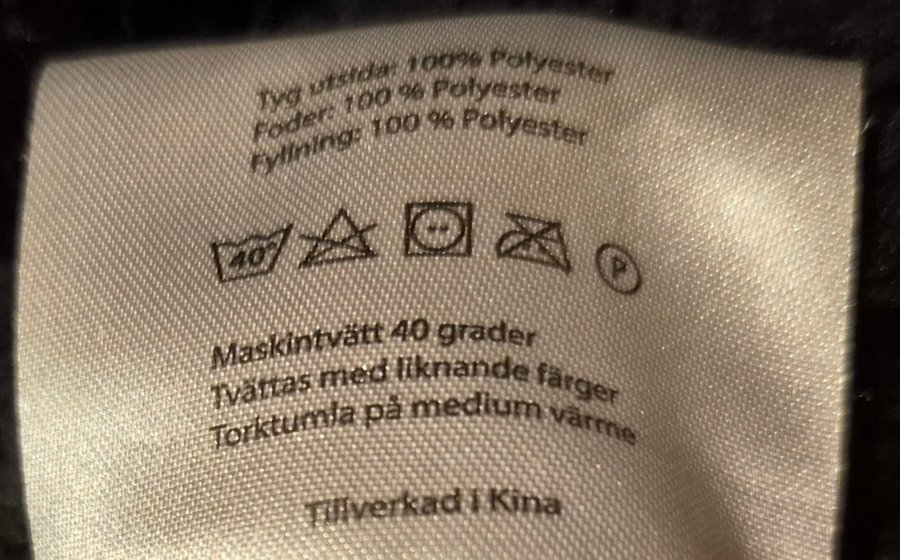 Tyg utsida: 100% Polyester
Foder: 100 % Polyester
Fyllning: 100 % Polyester
40°
P
Maskintvätt 40 grader
Tvättas med liknande färger
Torktumla på medium värme
Tillverkad i Kina